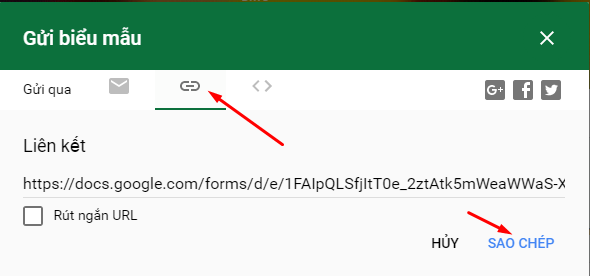 Gửi biểu mẫu
Gửi qua
Liên kết
https://docs.google.com/forms/d/e/1FAIpQLSfjItT0e_2ztAtk5mWeaWWaS-X
Rút ngắn URL
HỦY SAO CHÉP